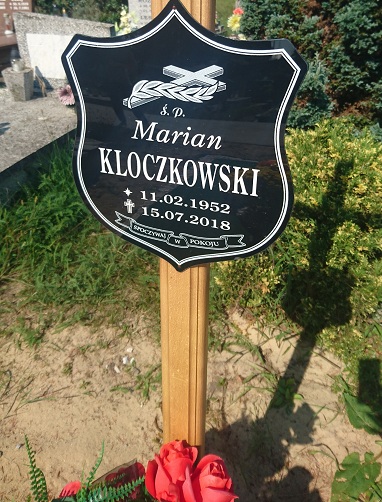 ś. p.
Marian
KLOCZKOWSKI
11.02.1952
15.07.2018
SPOCZYWAJ W POKOJU